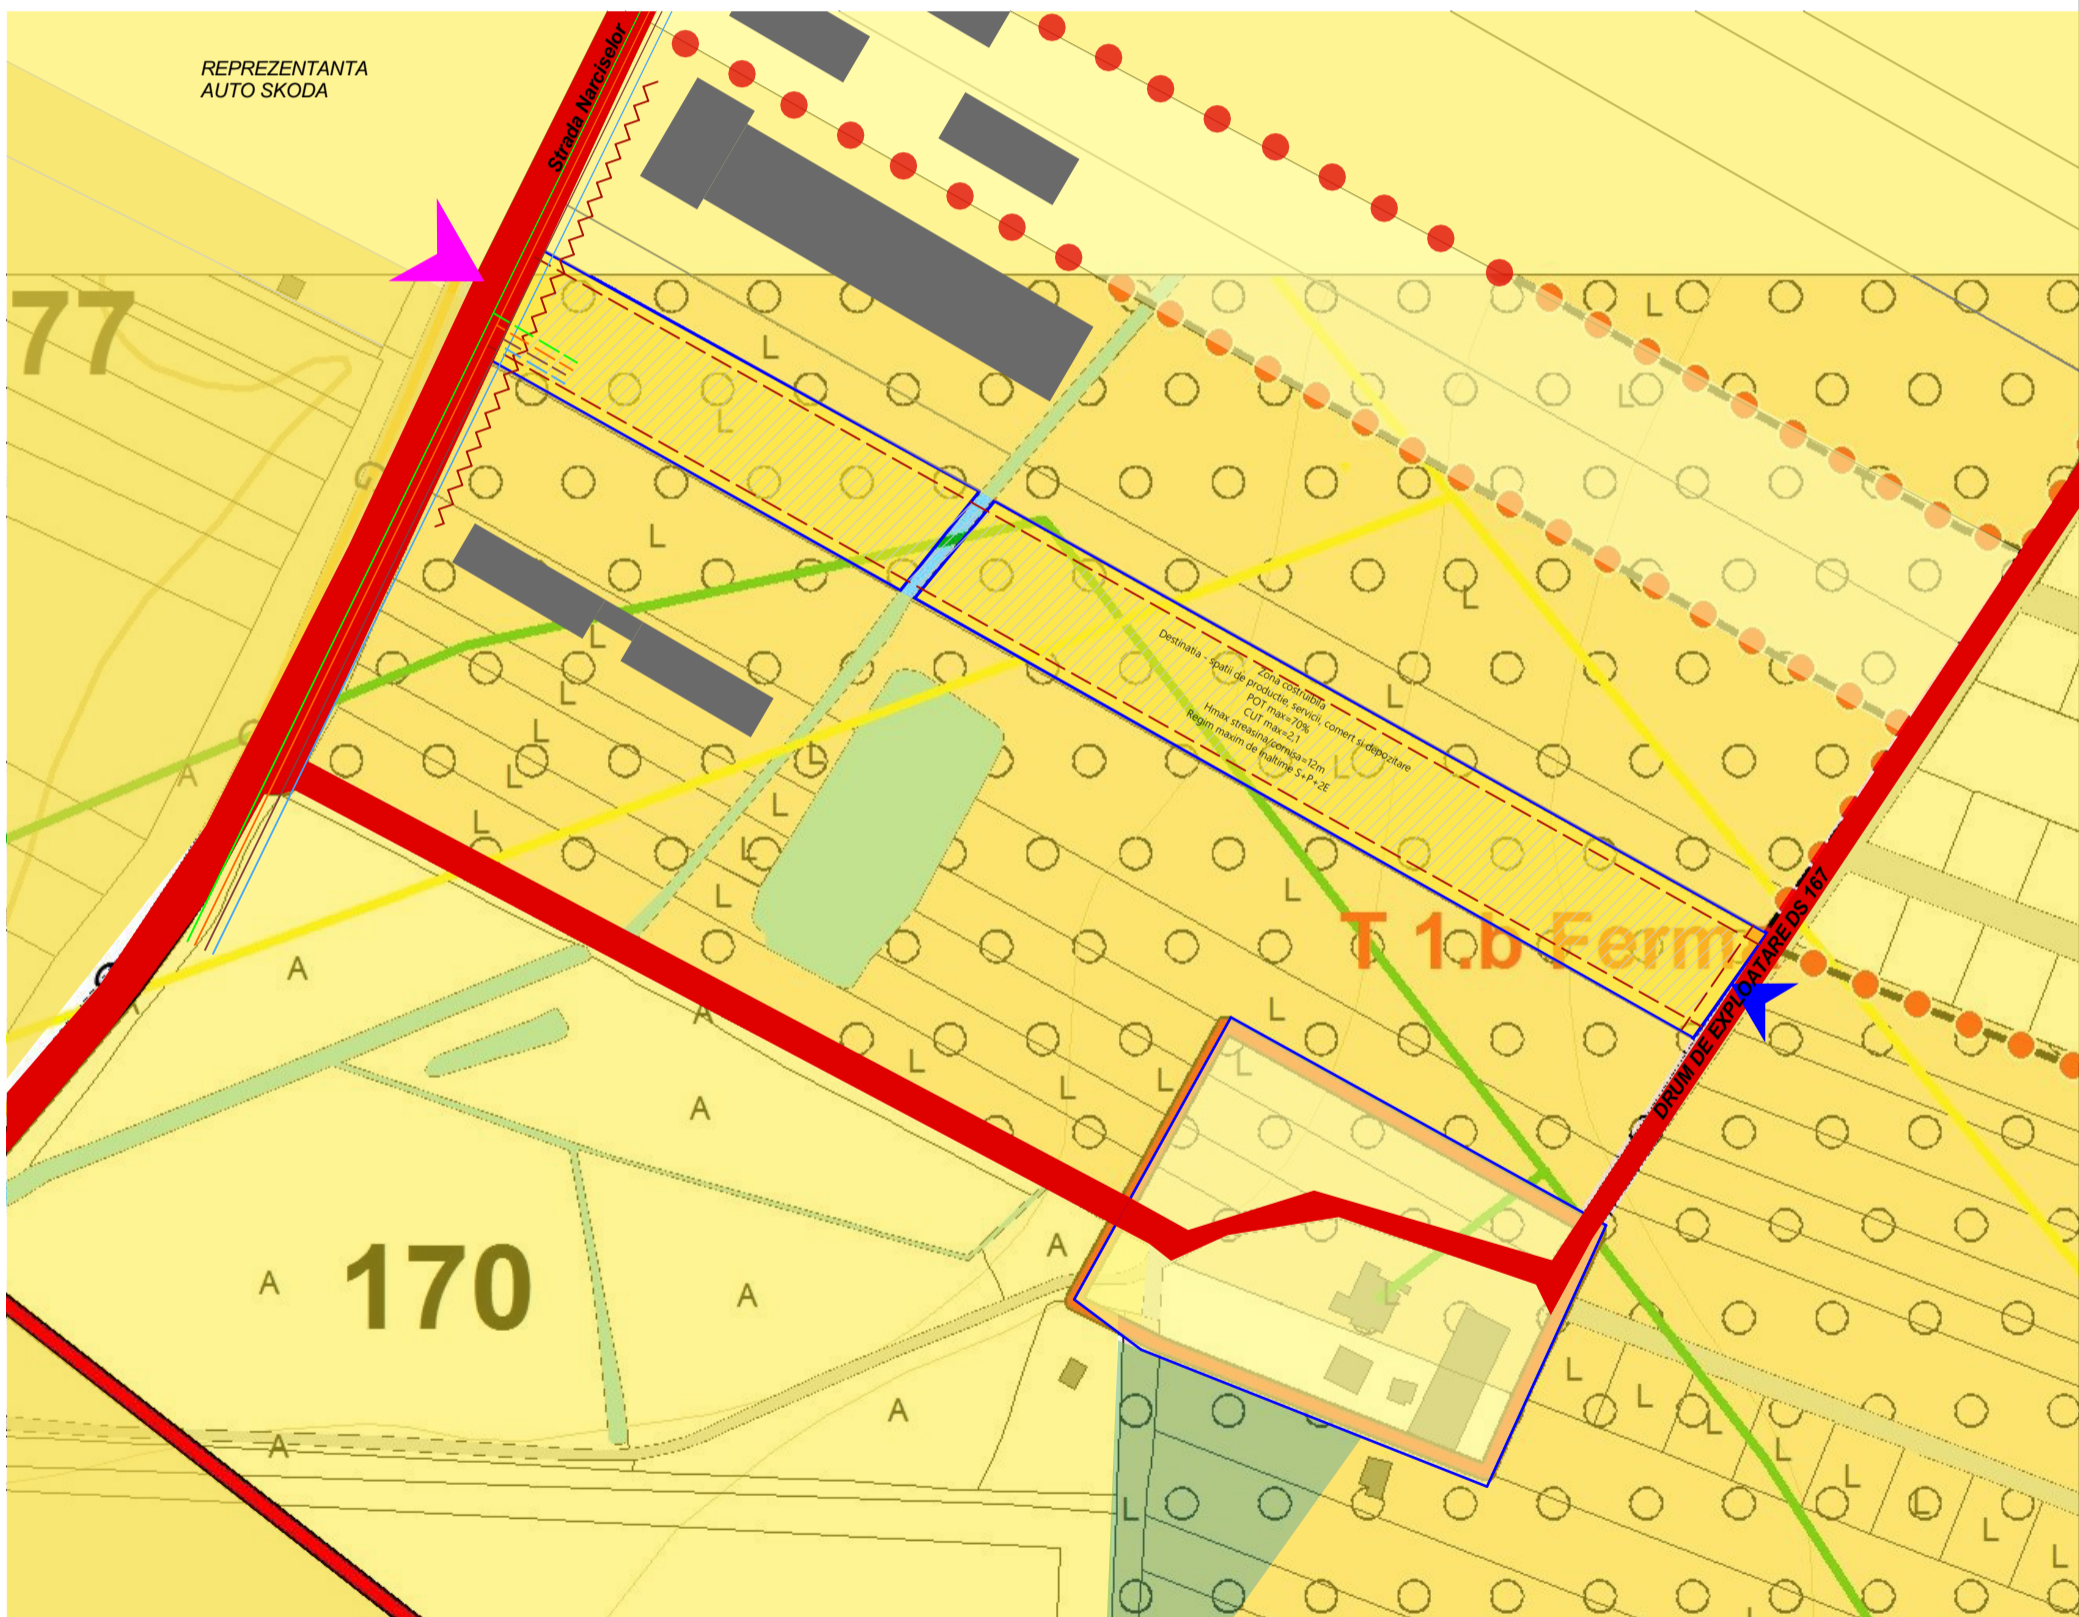 REPREZENTANTA
AUTO SKODA
Strada Narciselor
77
L
L
L
L
G
L
L
L
L
L
Zona costruibila
Destinatia - spatii de productie, servicii, comert si depozitare
POT max=70%
CUT max=2,1
Hmax streasina/cornisa=12m
Regim maxim de inaltime S+P+2E
L
L
A
L
L
L
L
L
L
L
T 1.b Ferm
DRUM DE EXPLOATARE DS 167
A
A
L
L
L
L
L
A
A
A
170
A
A
L
L
L
L
L
L
L
A
A
L
L
L